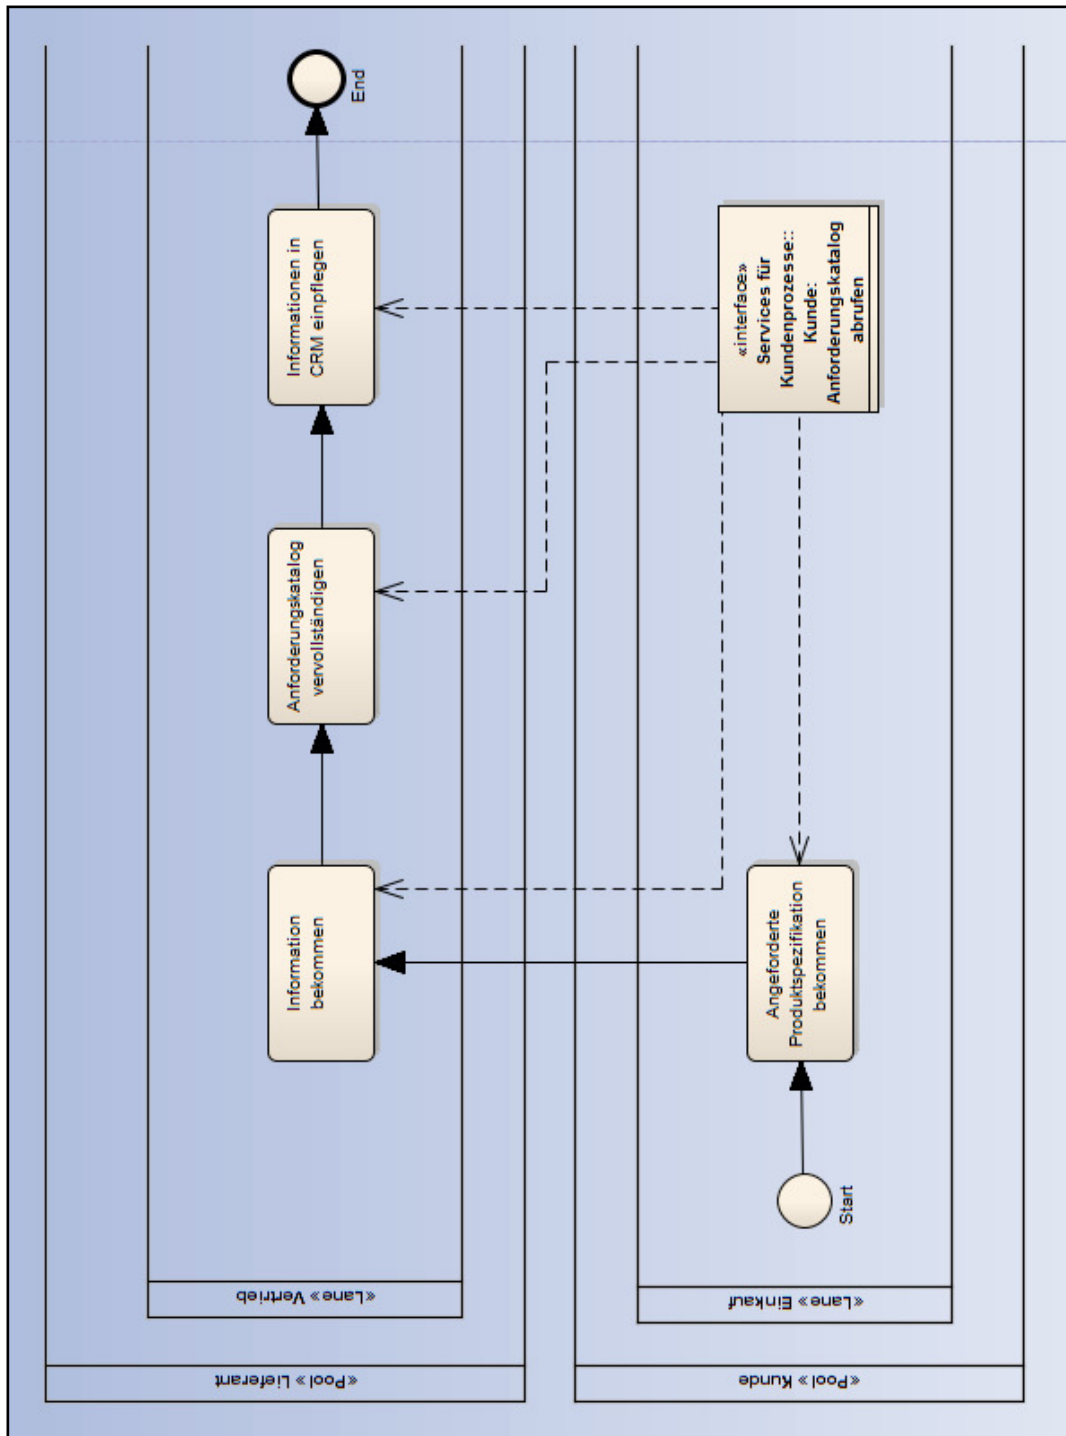 «Pool» Lieferant
«Lane» Vertrieb
Information
bekommen
Anforderungskatalog
vervollständigen
Informationen in
CRM einpflegen
End
«Pool» Kunde
«Lane» Einkauf
Start
Angeforderte
Produktspezifikation
bekommen
«interface»
Services für
Kundenprozesse::
Kunde:
Anforderungskatalog
abrufen